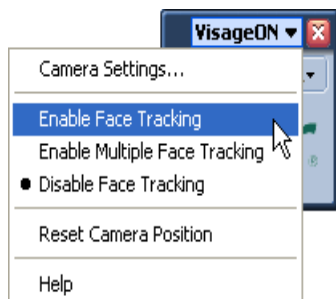 VisageON
Camera Settings...
Enable Face Tracking
Enable Multiple Face Tracking
Disable Face Tracking
Reset Camera Position
Help